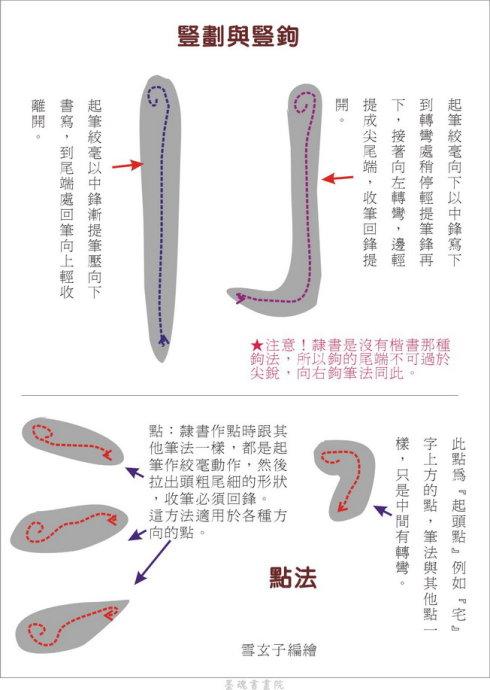 豎劃與豎鉤
起筆絞毫以中鋒漸提筆壓向下
書寫，到尾端處回筆向上輕收
離開。
起筆絞毫向下以中鋒寫下
到轉彎處稍停輕提筆鋒再
下，接著向左轉彎，邊輕
提成尖尾端，收筆回鋒提
開。
★注意！隸書是沒有楷書那種
鉤法，所以鉤的尾端不可過於
尖銳，向右鉤筆法同此。
點：隸書作點時跟其
他筆法一樣，都是起
筆作絞毫動作，然後
拉出頭粗尾細的形狀
，收筆必須回鋒。
這方法適用於各種方
向的點。
此點爲『起頭點』例如『宅』
字上方的點，筆法與其他點一
樣，只是中間有轉彎。
點法
雪玄子編繪
墨魂書畫院